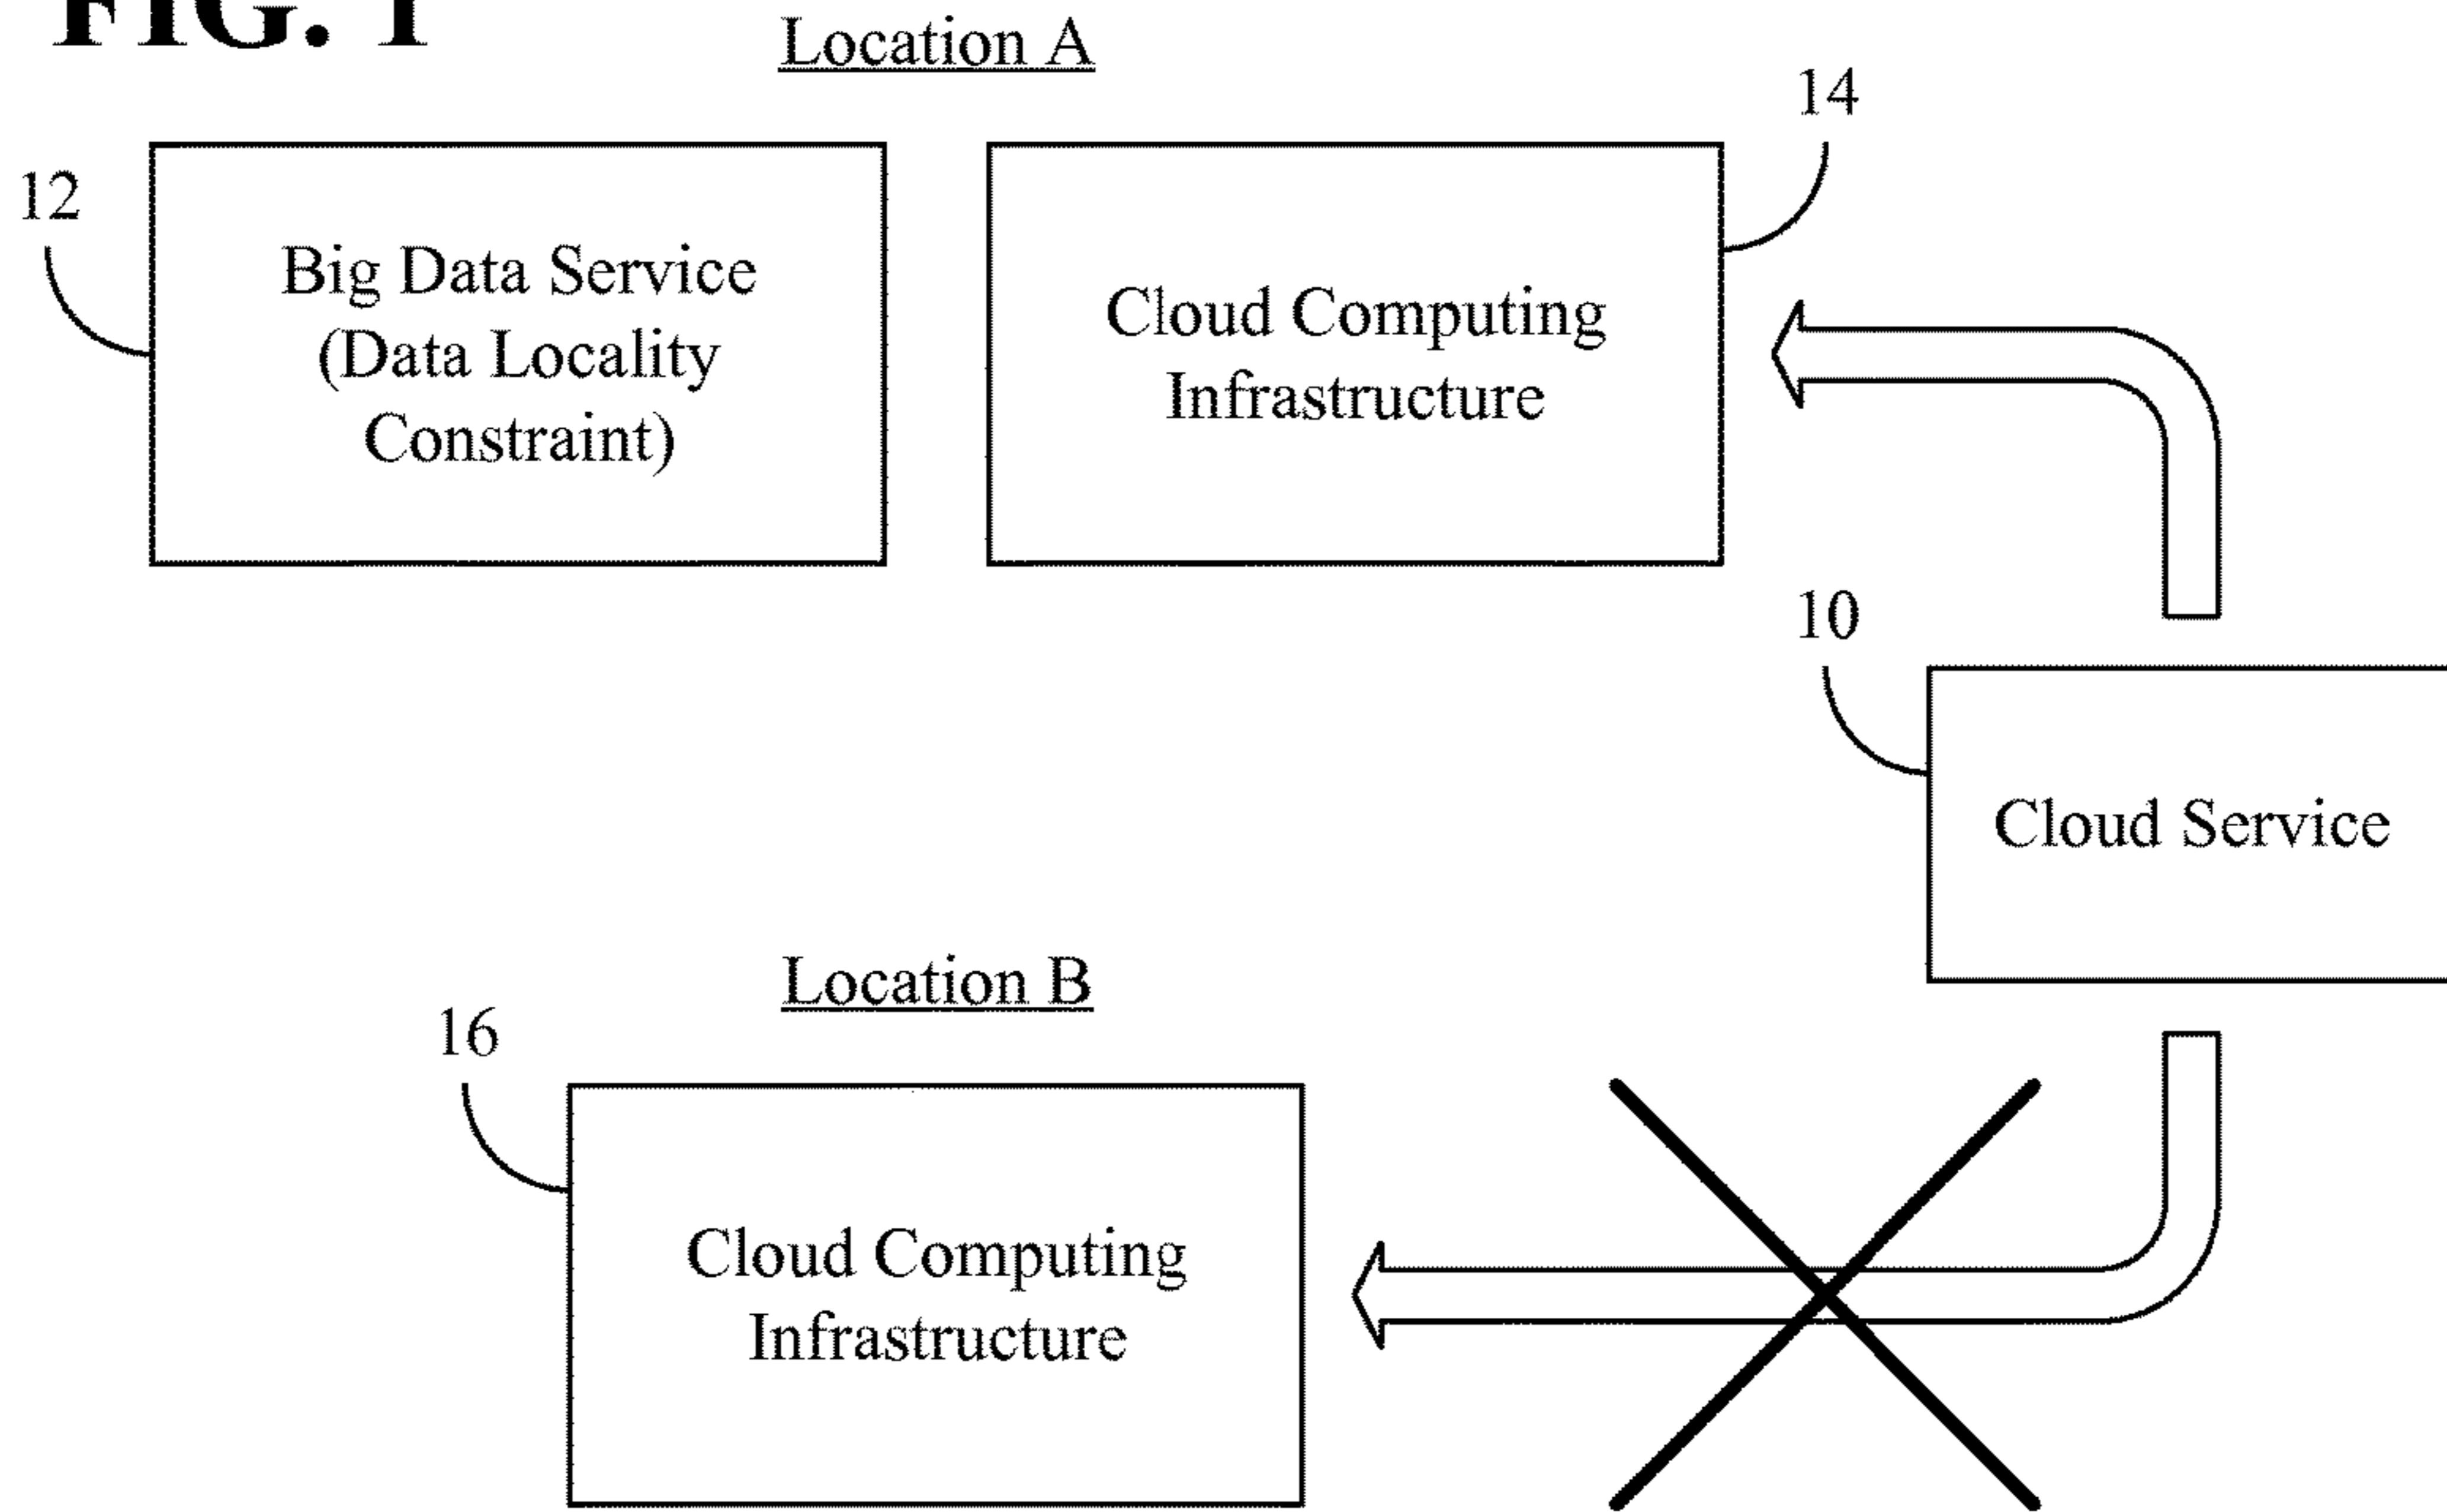 FIG. 1
Location A
14
12
Big Data Service
(Data Locality
Constraint)
Cloud Computing
Infrastructure
10
Cloud Service
Location B
16
Cloud Computing
Infrastructure